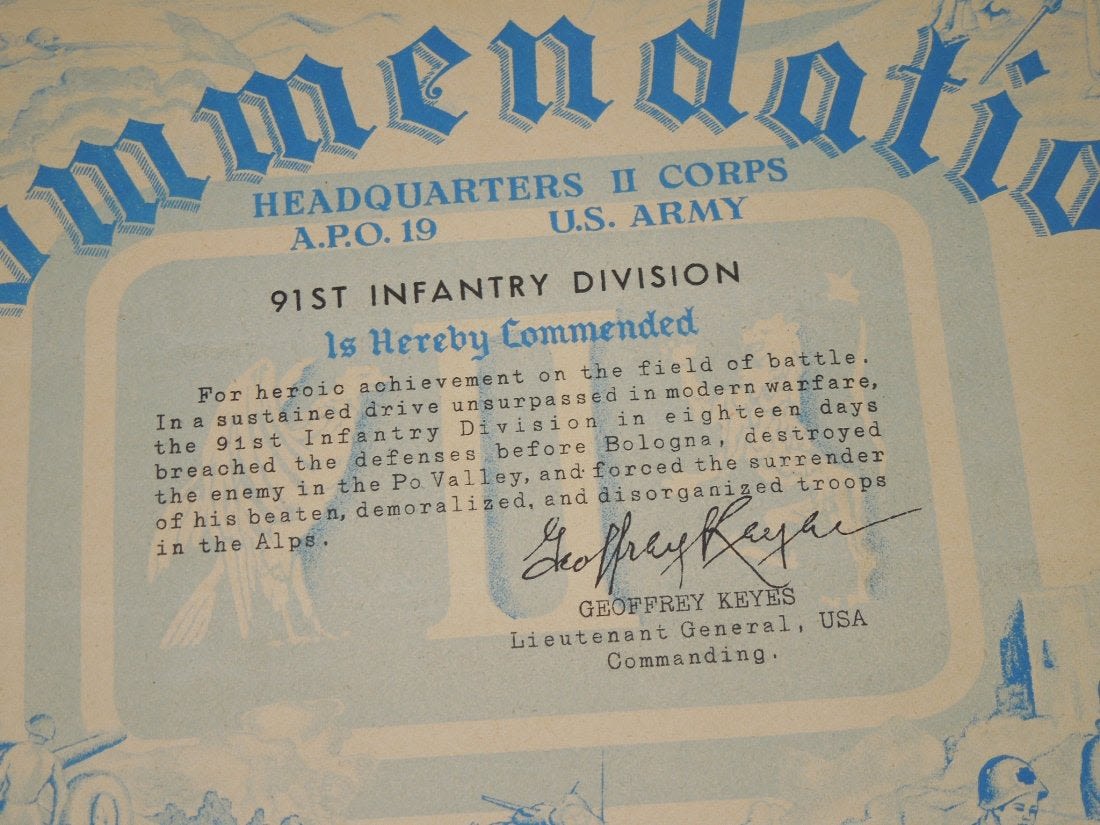 ommendatio
HEADQUARTERS II CORPS
A.P.O. 19 U.S. ARMY
91ST INFANTRY DIVISION
Is Hereby Commended
For heroic achievement on the field of battle.
In a sustained drive unsurpassed in modern warfare,
the 91st Infantry Division in eighteen days
breached the defenses before Bologna, destroyed
the enemy in the Po Valley, and forced the surrender
of his beaten, demoralized, and disorganized troops
in the Alps.
Geoffrey Keyes
GEOFFREY KEYES
Lieutenant General, USA
Commanding.